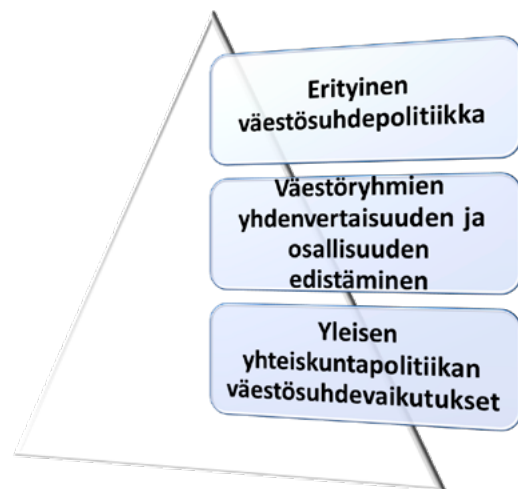 Erityinen
väestösuhdepolitiikka
Väestöryhmien
yhdenvertaisuuden ja
osallisuuden
edistäminen
Yleisen
yhteiskuntapolitiikan
väestösuhdevaikutukset